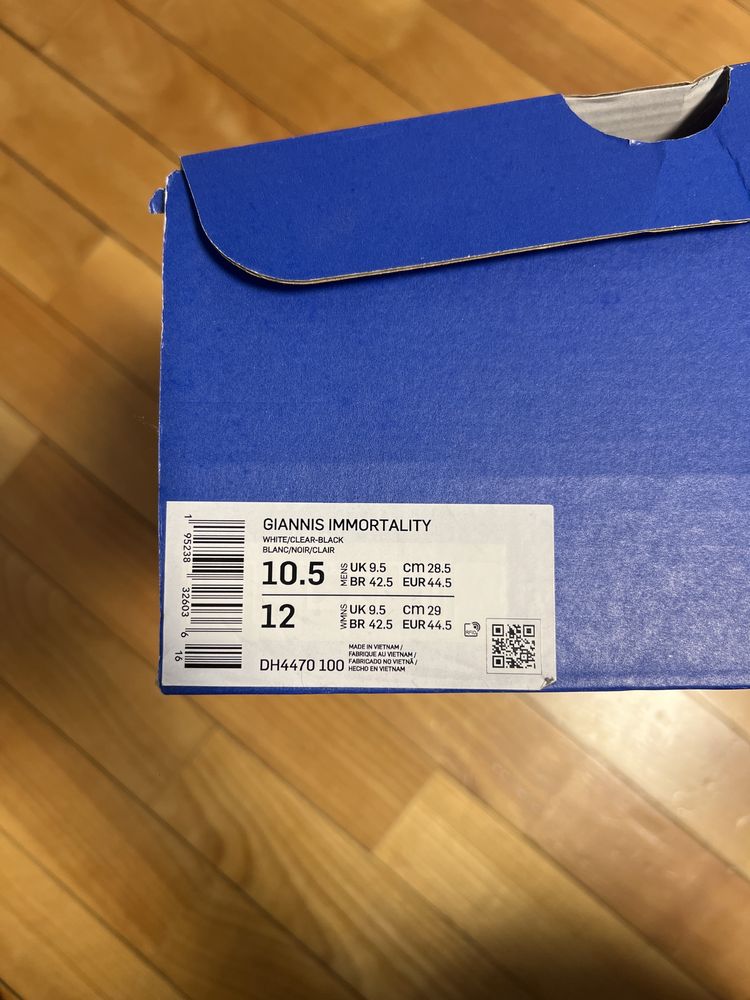 GIANNIS IMMORTALITY
WHITE/CLEAR-BLACK
BLANC/NOIR/CLAIR
10.5 MENS UK 9.5 CM 28.5
BR 42.5 EUR 44.5
12 WMNS UK 9.5 CM 29
BR 42.5 EUR 44.5
DH4470 100
MADE IN VIETNAM /
FABRIQUE AU VIETNAM /
FABRICADO NO VIETNÃ /
HECHO EN VIETNAM
RFID
1 95238 32603 6
16